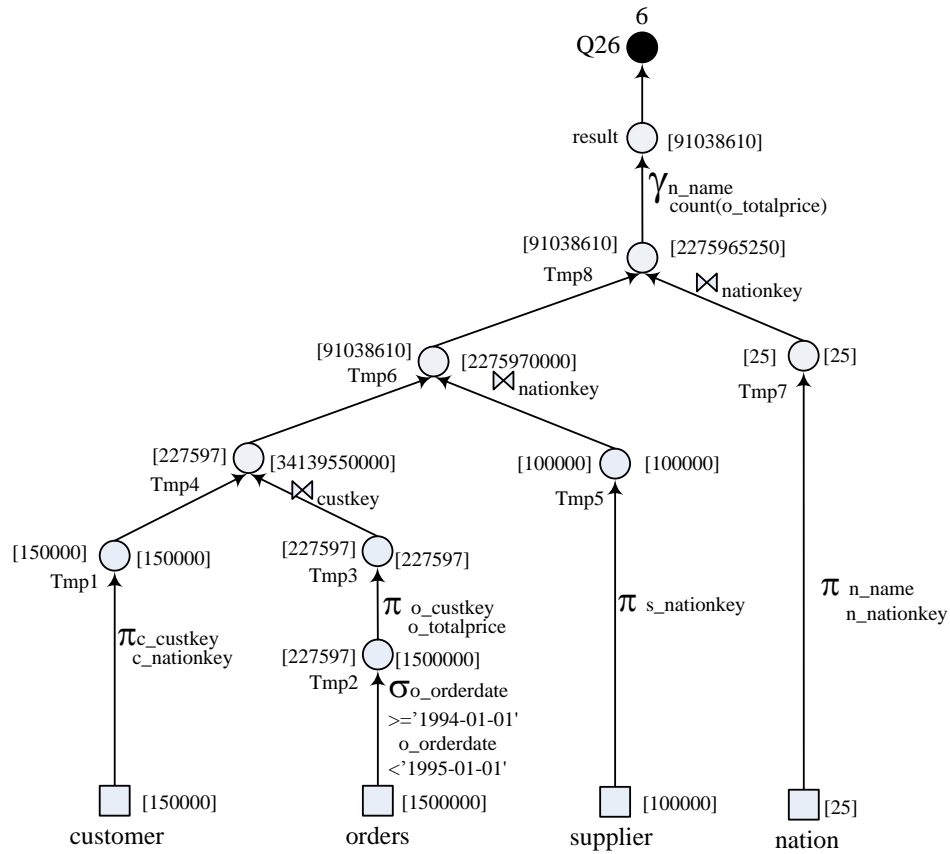 6
Q26
result [91038610]
γ n_name
count(o_totalprice)
[91038610] [2275965250]
Tmp8
⋈ nationkey
[91038610] [2275970000]
Tmp6
⋈ nationkey
[25] [25]
Tmp7
[227597] [34139550000]
Tmp4
⋈ custkey
[100000] [100000]
Tmp5
[150000] [150000]
Tmp1
[227597] [227597]
Tmp3
π o_custkey
o_totalprice
π s_nationkey
π n_name
n_nationkey
πc_custkey
c_nationkey
[227597] [1500000]
Tmp2
σo_orderdate
>='1994-01-01'
o_orderdate
<'1995-01-01'
[150000] [1500000] [100000] [25]
customer orders supplier nation